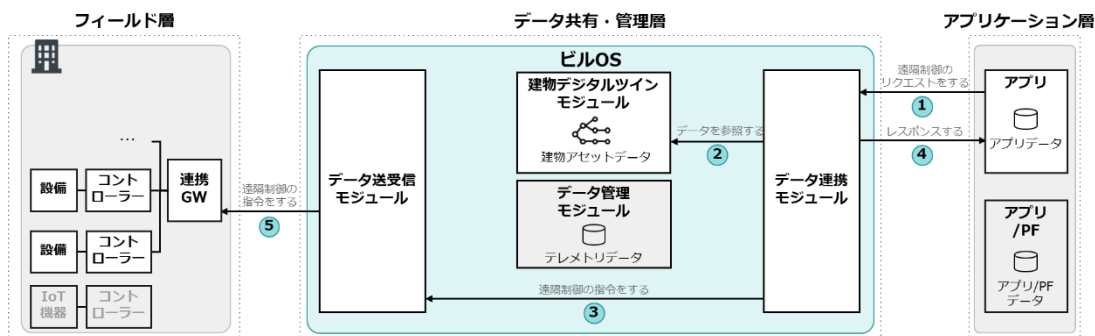 フィールド層
データ共有・管理層
アプリケーション層
ビルOS
…
設備
コント
ローラー
設備
コント
ローラー
IoT
機器
コント
ローラー
連携
GW
遠隔制御の
指令をする
5
データ送受信
モジュール
建物デジタルツイン
モジュール
建物アセットデータ
データ管理
モジュール
テレメトリデータ
データを参照する
2
遠隔制御の指令をする
3
データ連携
モジュール
遠隔制御の
リクエストをする
1
レスポンスする
4
アプリ
アプリデータ
アプリ
/PF
アプリ/PF
データ